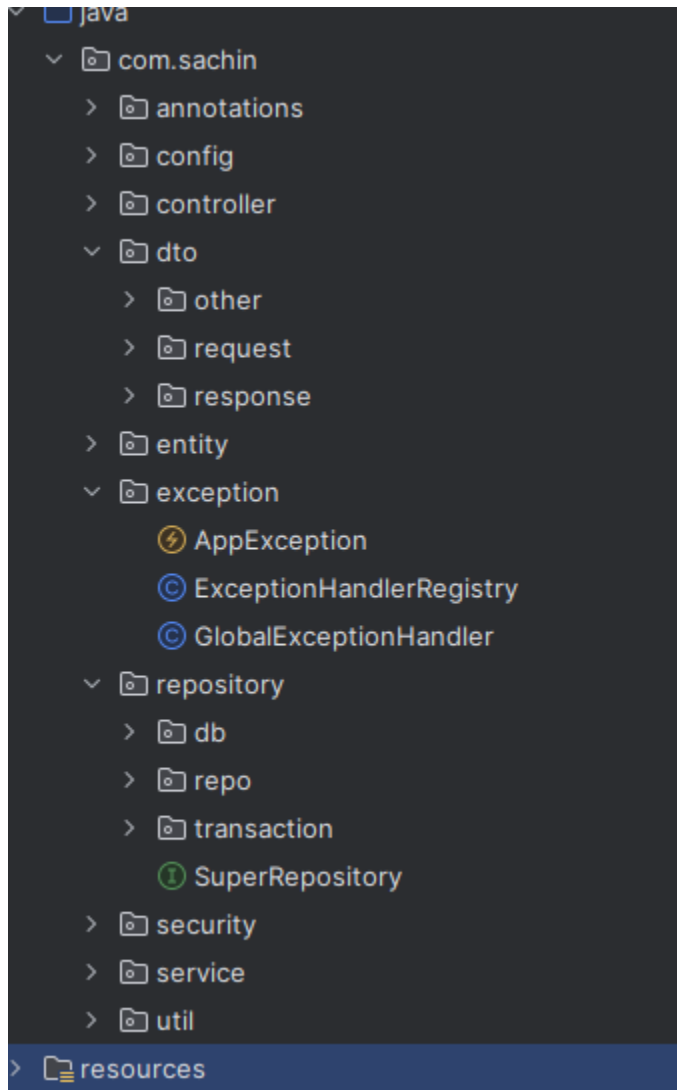 java
com.sachin
annotations
config
controller
dto
other
request
response
entity
exception
AppException
ExceptionHandlerRegistry
GlobalExceptionHandler
repository
db
repo
transaction
SuperRepository
security
service
util
resources